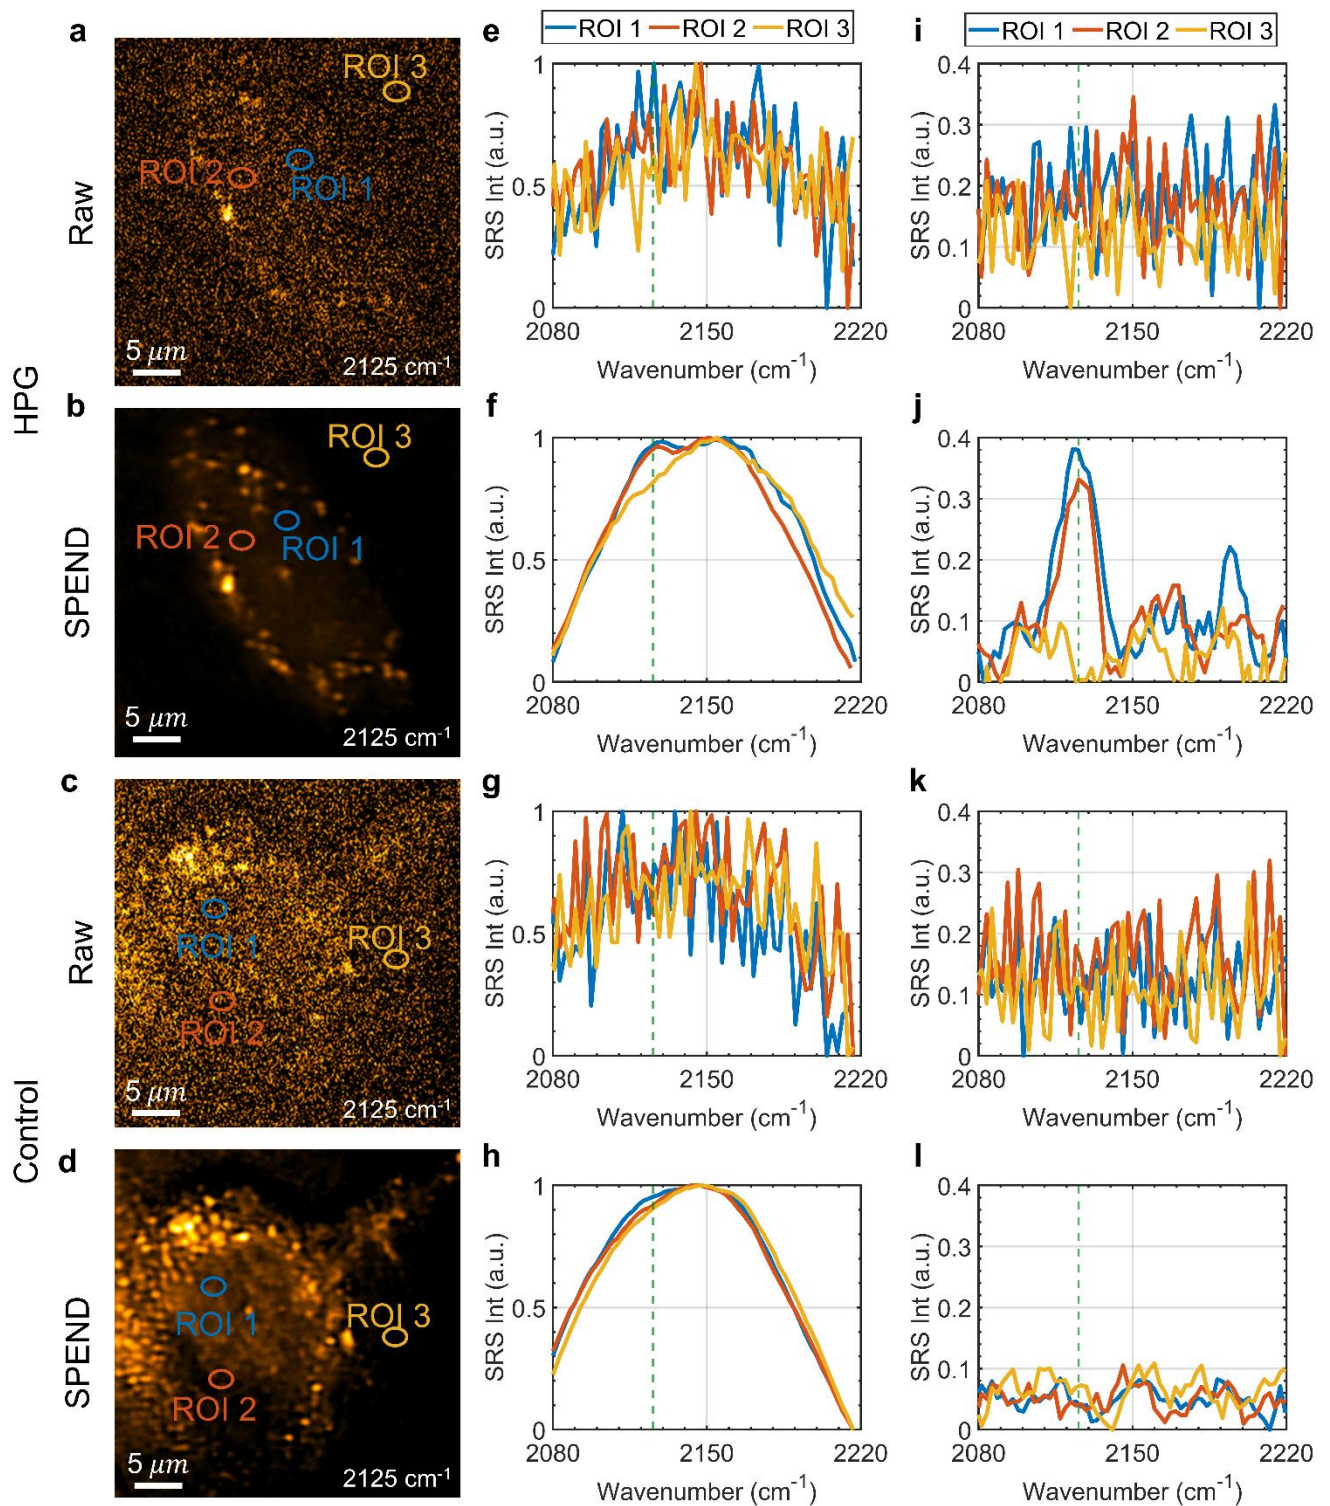 HPG
Control
Raw
SPEND
Raw
SPEND
a
ROI 3
ROI 2
ROI 1
5 μm
2125 cm⁻¹
b
ROI 3
ROI 2
ROI 1
5 μm
2125 cm⁻¹
c
ROI 1
ROI 3
ROI 2
5 μm
2125 cm⁻¹
d
ROI 1
ROI 3
ROI 2
5 μm
2125 cm⁻¹
e
ROI 1 ROI 2 ROI 3
SRS Int (a.u.)
1
0.5
0
2080 2150 2220
Wavenumber (cm⁻¹)
i
ROI 1 ROI 2 ROI 3
SRS Int (a.u.)
0.4
0.3
0.2
0.1
0
2080 2150 2220
Wavenumber (cm⁻¹)
f
SRS Int (a.u.)
1
0.5
0
2080 2150 2220
Wavenumber (cm⁻¹)
j
SRS Int (a.u.)
0.4
0.3
0.2
0.1
0
2080 2150 2220
Wavenumber (cm⁻¹)
g
SRS Int (a.u.)
1
0.5
0
2080 2150 2220
Wavenumber (cm⁻¹)
k
SRS Int (a.u.)
0.4
0.3
0.2
0.1
0
2080 2150 2220
Wavenumber (cm⁻¹)
h
SRS Int (a.u.)
1
0.5
0
2080 2150 2220
Wavenumber (cm⁻¹)
l
SRS Int (a.u.)
0.4
0.3
0.2
0.1
0
2080 2150 2220
Wavenumber (cm⁻¹)